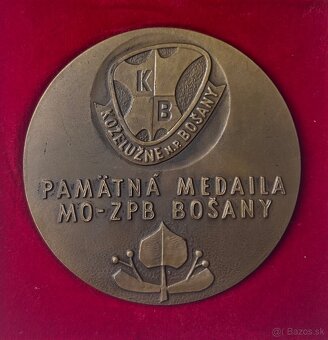 K
B
KOŽELUŽNE N.P. BOŠANY
PAMÄTNÁ MEDAILA
MO-ZPB BOŠANY
Bazos.sk